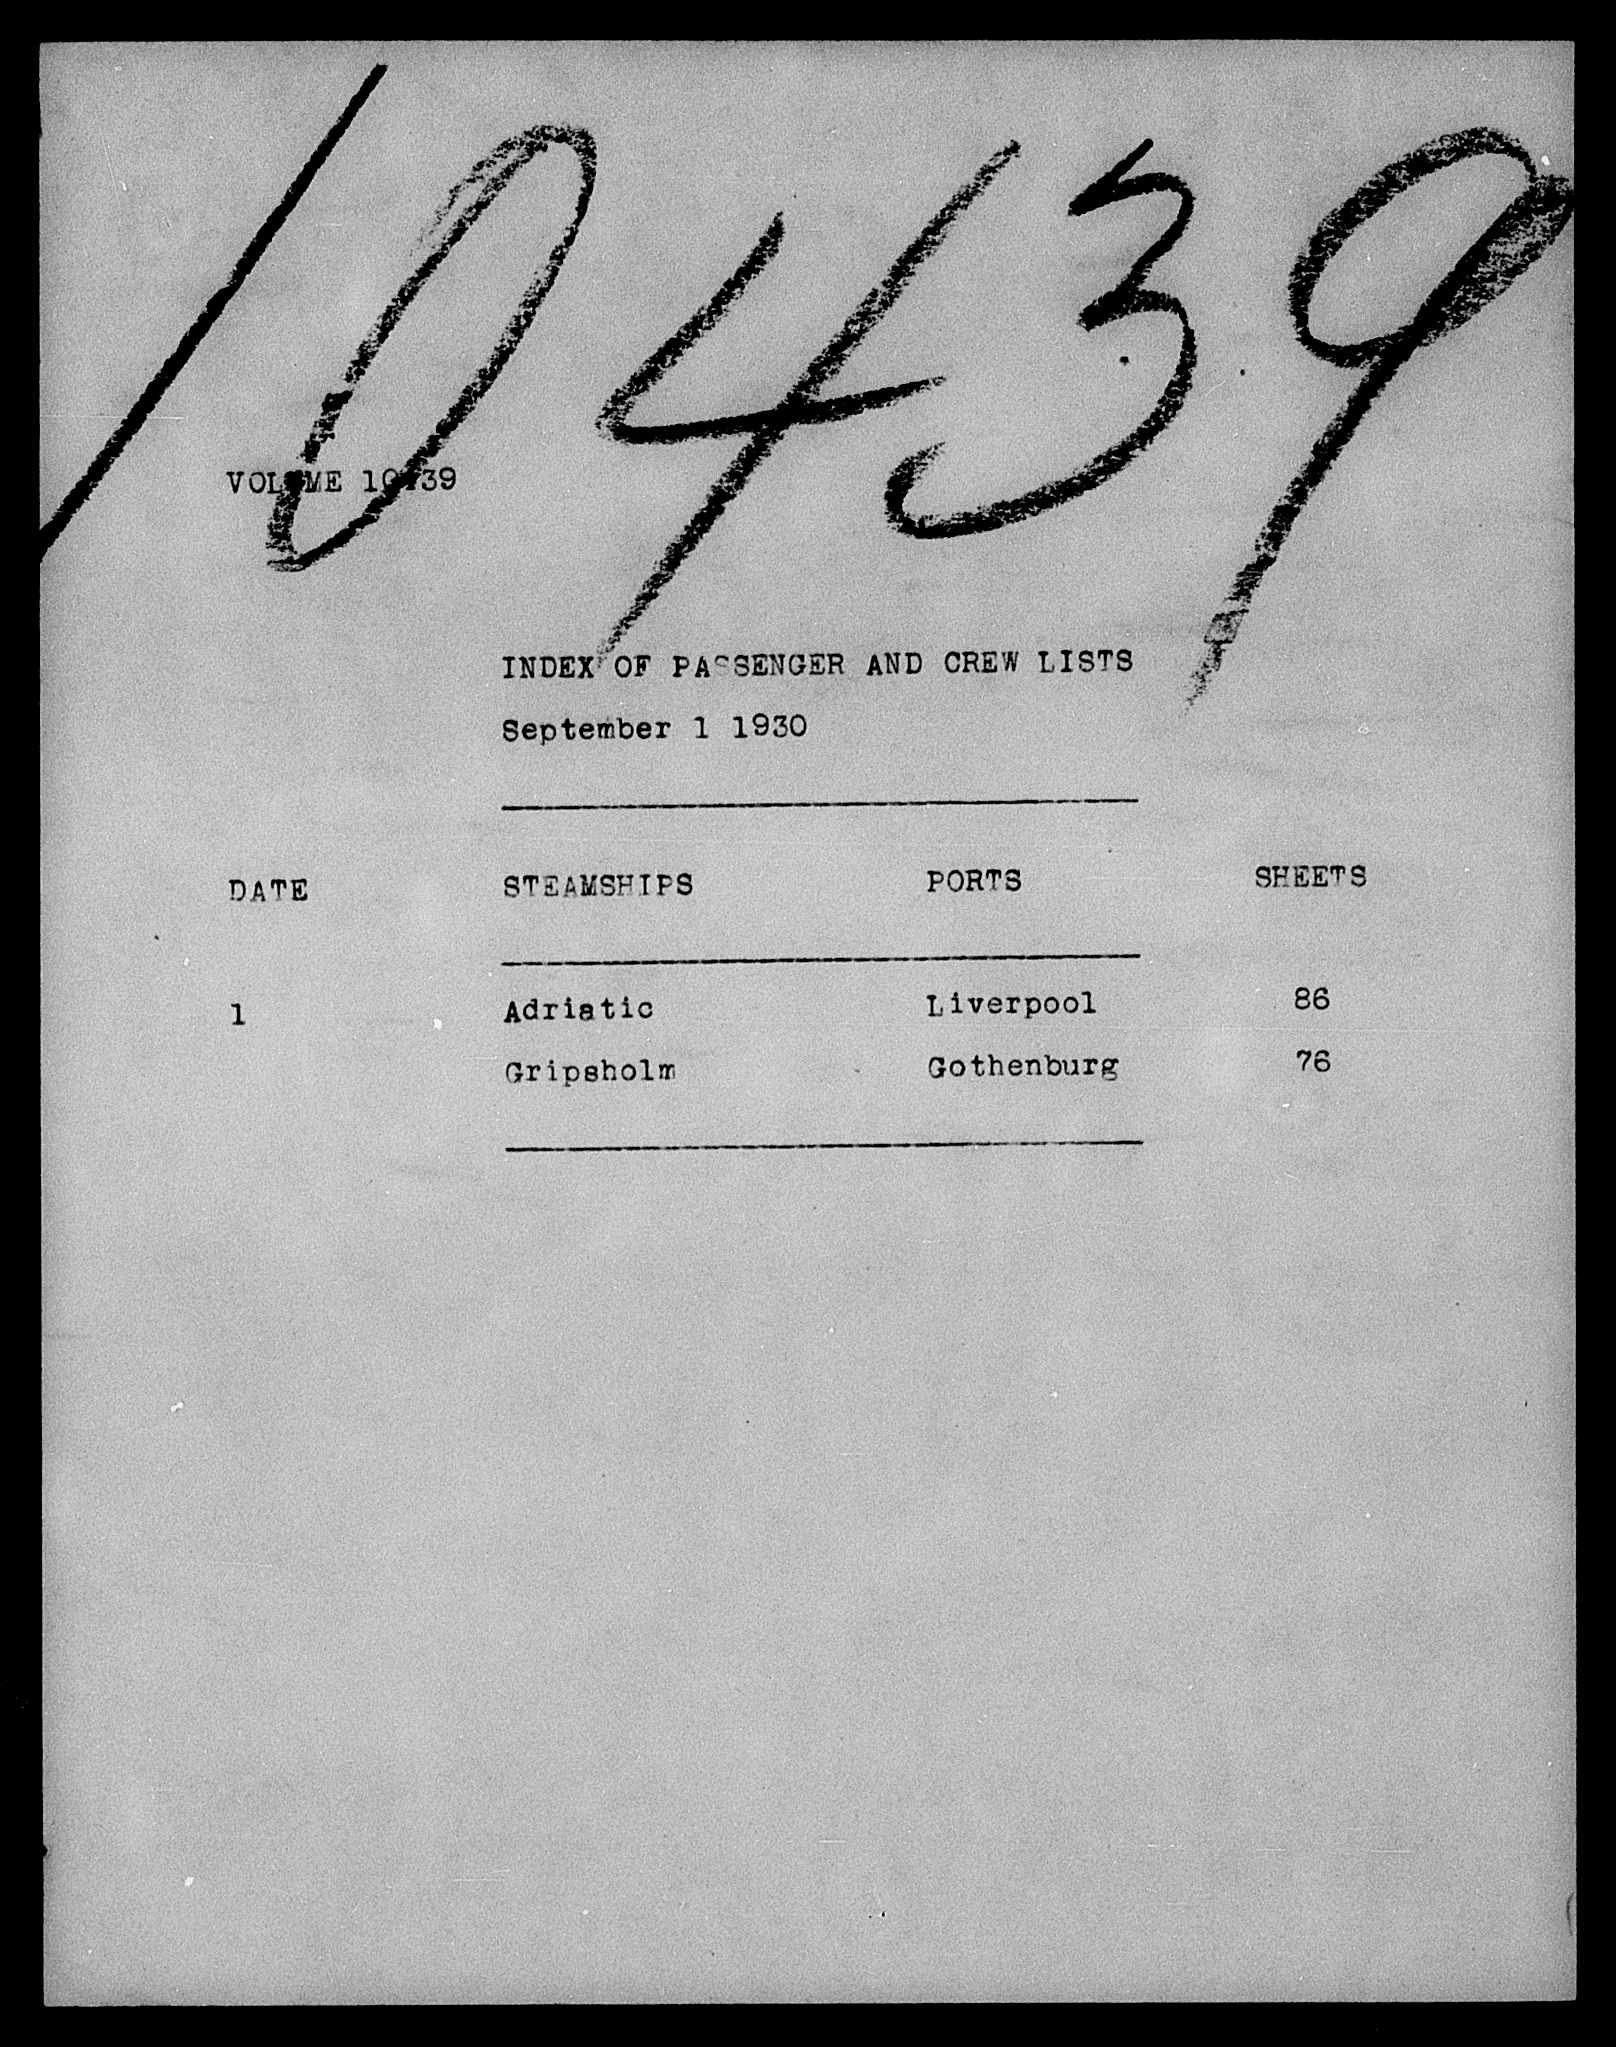 10439
VOLUME 10439
INDEX OF PASSENGER AND CREW LISTS
September 1 1930
DATE STEAMSHIPS PORTS SHEETS
1 Adriatic Liverpool 86
Gripsholm Gothenburg 76